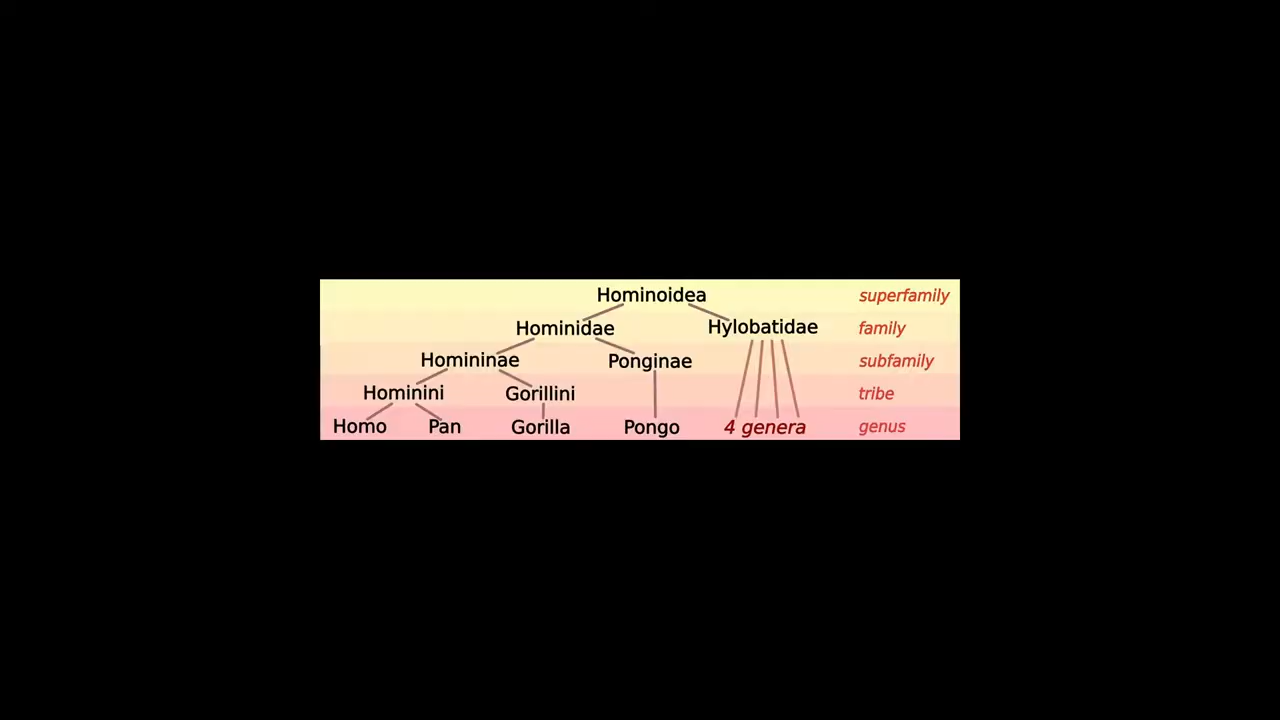 Hominoidea superfamily
Hominidae Hylobatidae family
Homininae Ponginae subfamily
Hominini Gorillini tribe
Homo Pan Gorilla Pongo 4 genera genus